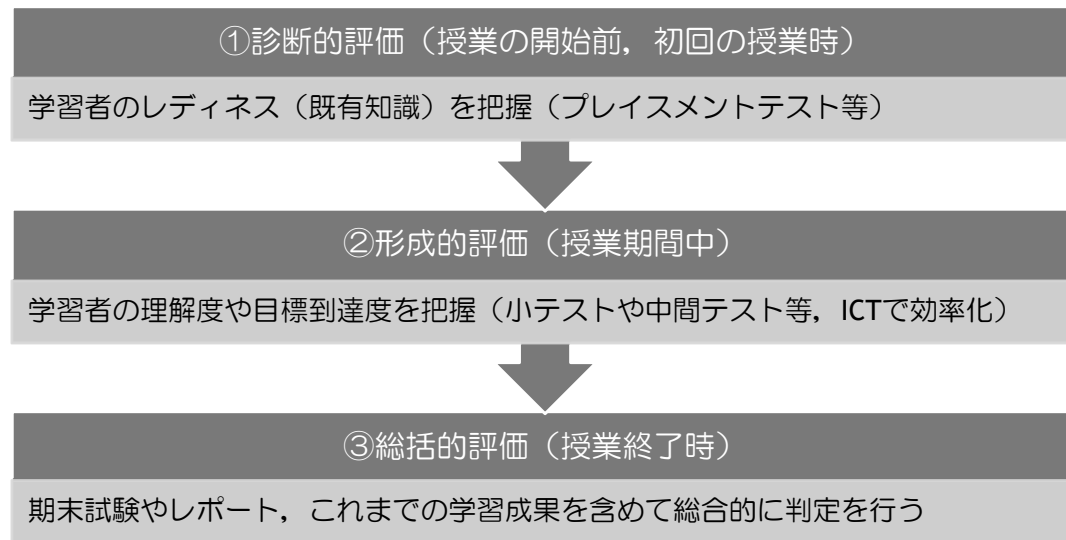 ①診断的評価（授業の開始前，初回の授業時）
学習者のレディネス（既有知識）を把握（プレイスメントテスト等）
②形成的評価（授業期間中）
学習者の理解度や目標到達度を把握（小テストや中間テスト等，ICTで効率化）
③総括的評価（授業終了時）
期末試験やレポート，これまでの学習成果を含めて総合的に判定を行う